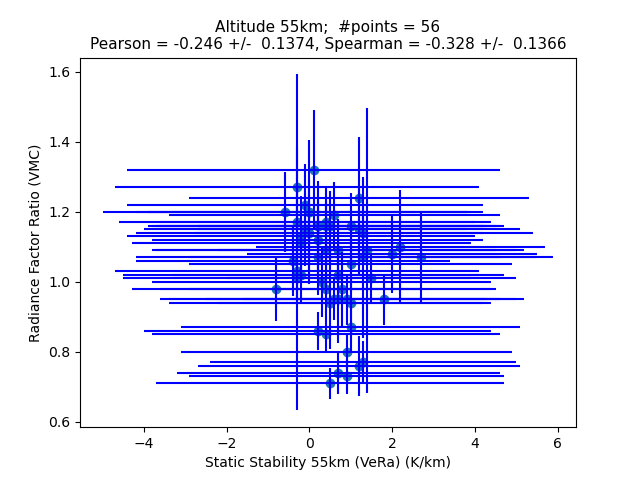 Altitude 55km;  #points = 56
Pearson = -0.246 +/-  0.1374, Spearman = -0.328 +/-  0.1366
Radiance Factor Ratio (VMC)
1.6
1.4
1.2
1.0
0.8
0.6
−4 −2 0 2 4 6
Static Stability 55km (VeRa) (K/km)